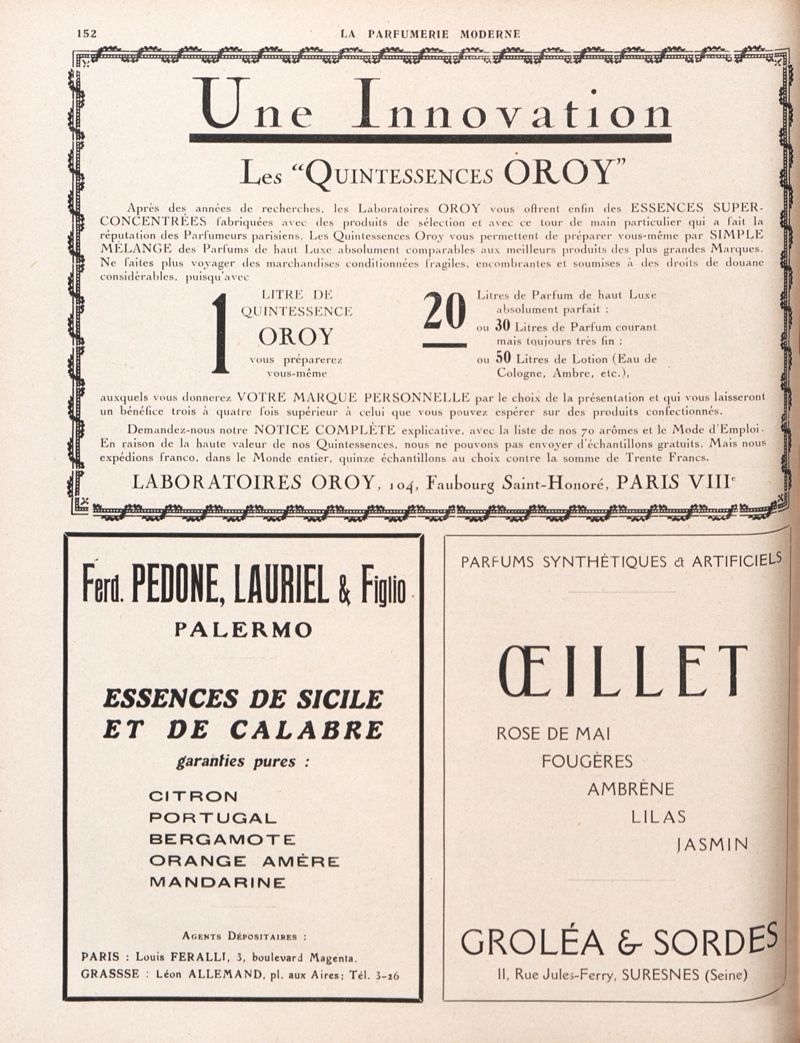 152
LA PARFUMERIE MODERNE
Une Innovation
Les “QUINTESSENCES OROY”
Après des années de recherches, les Laboratoires OROY vous offrent enfin des ESSENCES SUPER-
CONCENTRÉES fabriquées avec des produits de sélection et avec ce tour de main particulier qui a fait la
réputation des Parfumeurs parisiens. Les Quintessences Oroy vous permettent de préparer vous-même par SIMPLE
MÉLANGE des Parfums de haut Luxe absolument comparables aux meilleurs produits des plus grandes Marques.
Ne faites plus voyager des marchandises conditionnées fragiles, encombrantes et soumises à des droits de douane
considérables, puisqu'avec
1 LITRE DE
QUINTESSENCE
OROY
vous préparerez
vous-même
20 Litres de Parfum de haut Luxe
absolument parfait ;
ou 30 Litres de Parfum courant
mais toujours très fin ;
ou 50 Litres de Lotion (Eau de
Cologne, Ambre, etc.),
auxquels vous donnerez VOTRE MARQUE PERSONNELLE par le choix de la présentation et qui vous laisseront
un bénéfice trois à quatre fois supérieur à celui que vous pouvez espérer sur des produits confectionnés.
Demandez-nous notre NOTICE COMPLÈTE explicative, avec la liste de nos 70 arômes et le Mode d'Emploi.
En raison de la haute valeur de nos Quintessences, nous ne pouvons pas envoyer d'échantillons gratuits. Mais nous
expédions franco, dans le Monde entier, quinze échantillons au choix contre la somme de Trente Francs.
LABORATOIRES OROY, 104, Faubourg Saint-Honoré, PARIS VIIIe
Ferd. PEDONE, LAURIEL & Figlio
PALERMO
ESSENCES DE SICILE
ET DE CALABRE
garanties pures :
CITRON
PORTUGAL
BERGAMOTE
ORANGE AMÈRE
MANDARINE
AGENTS DÉPOSITAIRES :
PARIS : Louis FERALLI, 3, boulevard Magenta.
GRASSSE : Léon ALLEMAND, pl. aux Aires; Tél. 3-26
PARFUMS SYNTHÉTIQUES & ARTIFICIELS
ŒILLET
ROSE DE MAI
FOUGÈRES
AMBRÈNE
LILAS
JASMIN
GROLÉA & SORDES
11, Rue Jules-Ferry, SURESNES (Seine)